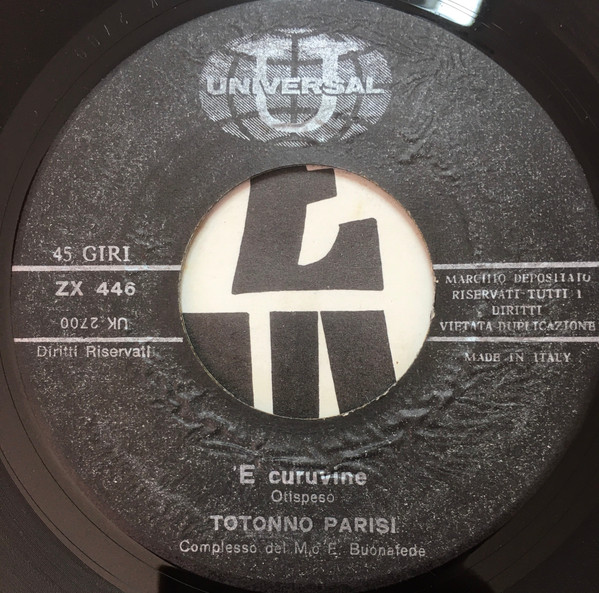 UNIVERSAL
45 GIRI
ZX 446
UK 2700
Diritti Riservati
MARCHIO DEPOSITATO
RISERVATI TUTTI I
DIRITTI
VIETATA DUPLICAZIONE
MADE IN ITALY
'E curuvine
Otispeso
TOTONNO PARISI
Complesso del M.o E. Buonafede